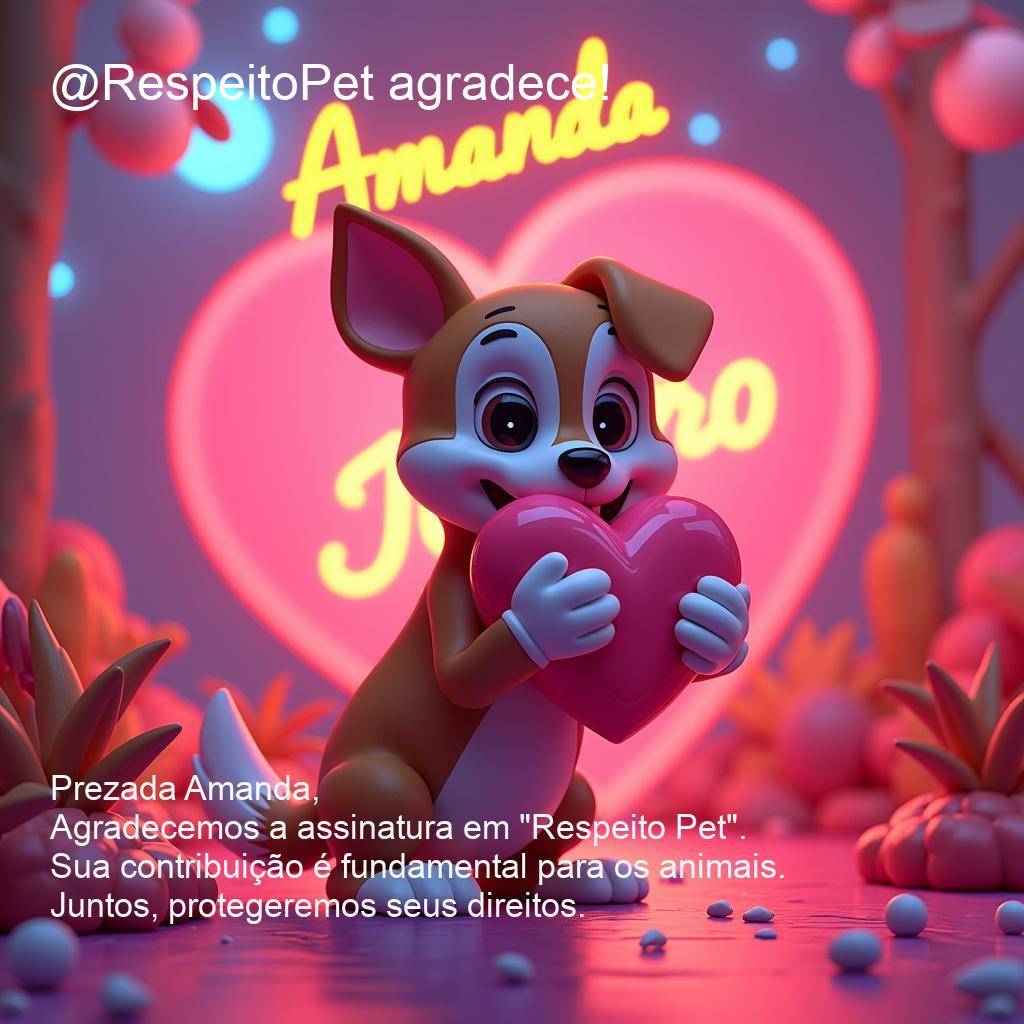 @RespeitoPet agradece!
Amanda
Prezada Amanda,
Agradecemos a assinatura em "Respeito Pet".
Sua contribuição é fundamental para os animais.
Juntos, protegeremos seus direitos.